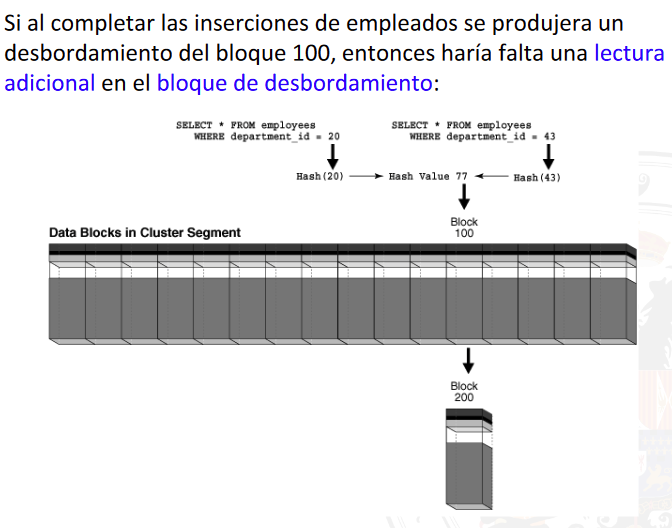 Si al completar las inserciones de empleados se produjera un
desbordamiento del bloque 100, entonces haría falta una lectura
adicional en el bloque de desbordamiento:
SELECT * FROM employees
WHERE department_id = 20
SELECT * FROM employees
WHERE department_id = 43
Hash(20)
Hash Value 77
Hash(43)
Block
100
Data Blocks in Cluster Segment
Block
200